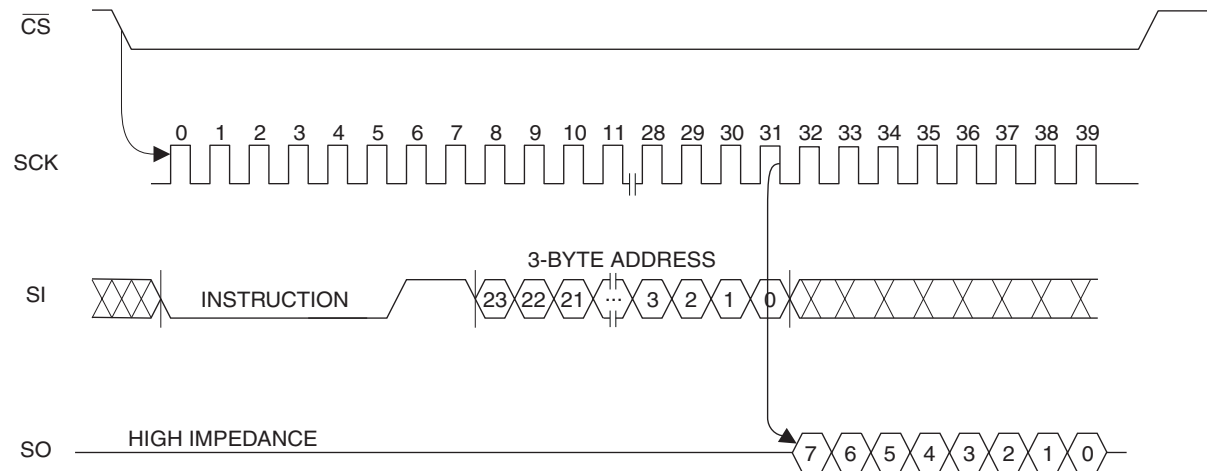 CS
0 1 2 3 4 5 6 7 8 9 10 11 28 29 30 31 32 33 34 35 36 37 38 39
SCK
3-BYTE ADDRESS
SI INSTRUCTION 23 22 21 ... 3 2 1 0
HIGH IMPEDANCE
SO 7 6 5 4 3 2 1 0